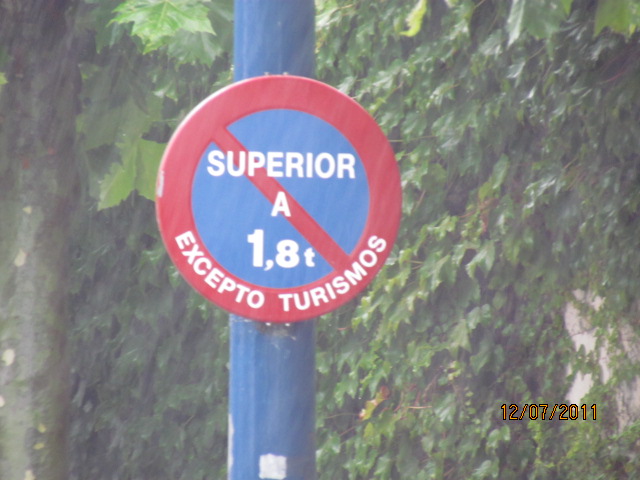 SUPERIOR
A
1,8 t
EXCEPTO TURISMOS
12/07/2011